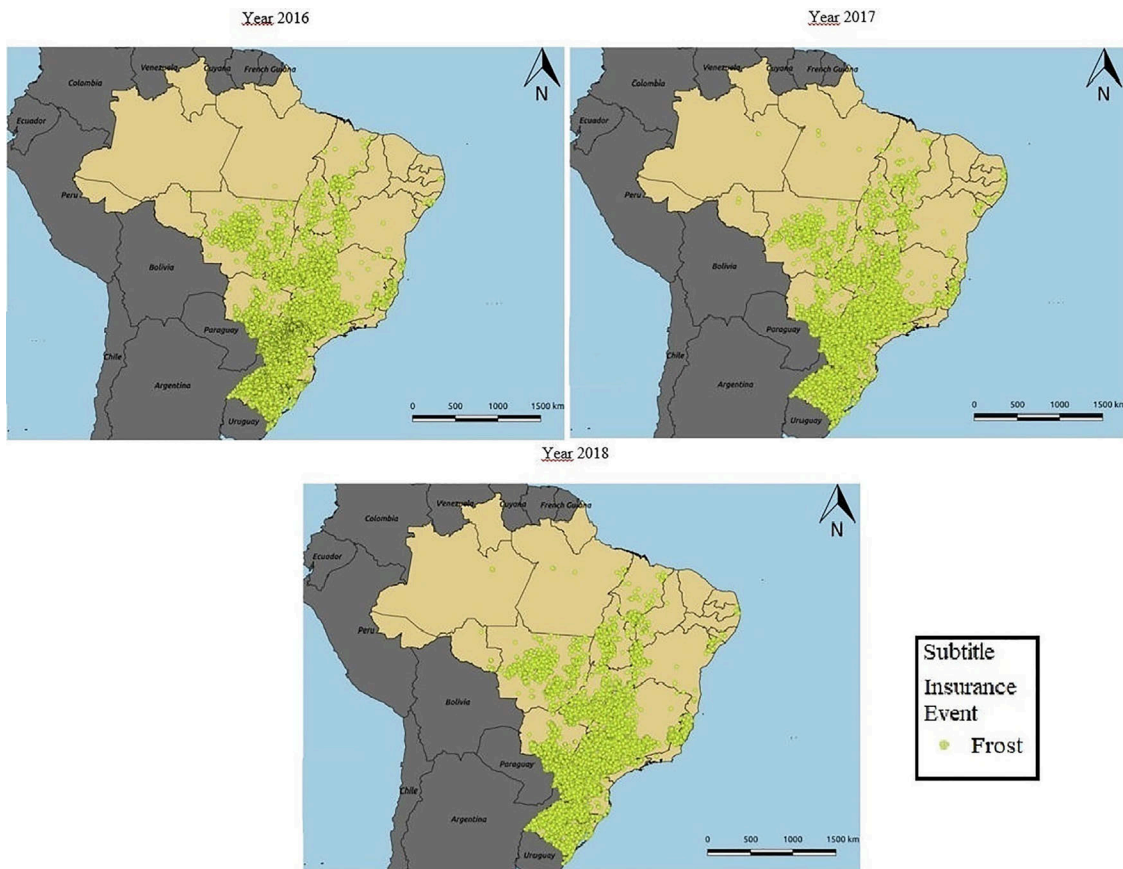 Year 2016
Year 2017
Venezuela
Guyana
French Guiana
Colombia
Ecuador
Peru
Bolivia
Paraguay
Chile
Argentina
Uruguay
N
0 500 1000 1500 km
Venezuela
Guyana
French Guiana
Colombia
Ecuador
Peru
Bolivia
Paraguay
Chile
Argentina
Uruguay
N
0 500 1000 1500 km
Year 2018
Venezuela
Guyana
French Guiana
Colombia
Ecuador
Peru
Bolivia
Paraguay
Chile
Argentina
Uruguay
N
0 500 1000 1500 km
Subtitle
Insurance
Event
Frost